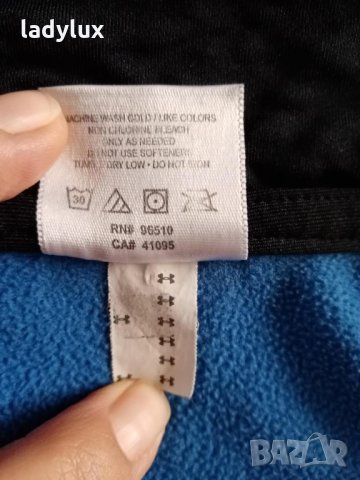 ladylux
MACHINE WASH COLD / LIKE COLORS
NON CHLORINE BLEACH
ONLY AS NEEDED
DO NOT USE SOFTENERS
TUMBLE DRY LOW • DO NOT IRON
30
RN# 96510
CA# 41095
BAZAR